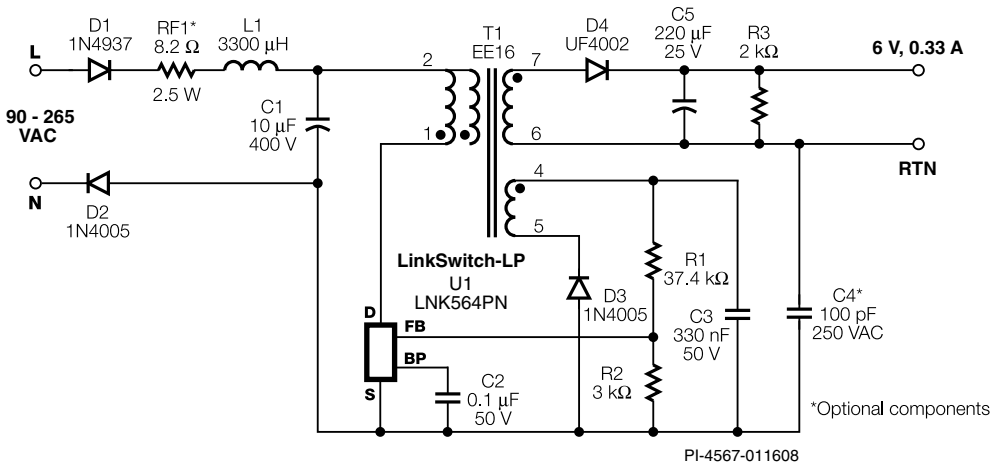 D1
1N4937
RF1*
8.2 Ω
2.5 W
L1
3300 μH
T1
EE16
D4
UF4002
C5
220 μF
25 V
R3
2 kΩ
6 V, 0.33 A
L
90 - 265
VAC
N
D2
1N4005
C1
10 μF
400 V
2
1
7
6
4
5
RTN
LinkSwitch-LP
U1
LNK564PN
D
FB
BP
S
C2
0.1 μF
50 V
D3
1N4005
R1
37.4 kΩ
R2
3 kΩ
C3
330 nF
50 V
C4*
100 pF
250 VAC
*Optional components
PI-4567-011608